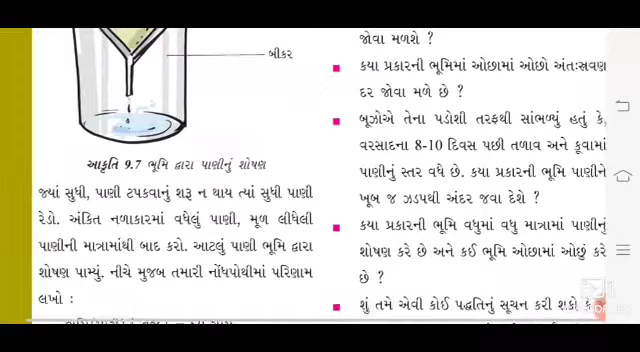 બીકર
આકૃતિ 9.7 ભૂમિ દ્વારા પાણીનું શોષણ
જ્યાં સુધી, પાણી ટપકવાનું શરૂ ન થાય ત્યાં સુધી પાણી
રેડો. અંકિત નળાકારમાં વધેલું પાણી, મૂળ લીધેલી
પાણીની માત્રામાંથી બાદ કરો. આટલું પાણી ભૂમિ દ્વારા
શોષણ પામ્યું. નીચે મુજબ તમારી નોંધપોથીમાં પરિણામ
લખો :
જોવા મળશે ?
કયા પ્રકારની ભૂમિમાં ઓછામાં ઓછો અંતઃસ્રવણ
દર જોવા મળે છે ?
બૂઝોએ તેના પડોશી તરફથી સાંભળ્યું હતું કે,
વરસાદના 8-10 દિવસ પછી તળાવ અને કૂવામાં
પાણીનું સ્તર વધે છે. કયા પ્રકારની ભૂમિ પાણીને
ખૂબ જ ઝડપથી અંદર જવા દેશે ?
કયા પ્રકારની ભૂમિ વધુમાં વધુ માત્રામાં પાણીનું
શોષણ કરે છે અને કઈ ભૂમિ ઓછામાં ઓછું કરે
છે ?
શું તમે એવી કોઈ પદ્ધતિનું સૂચન કરી શકો કે